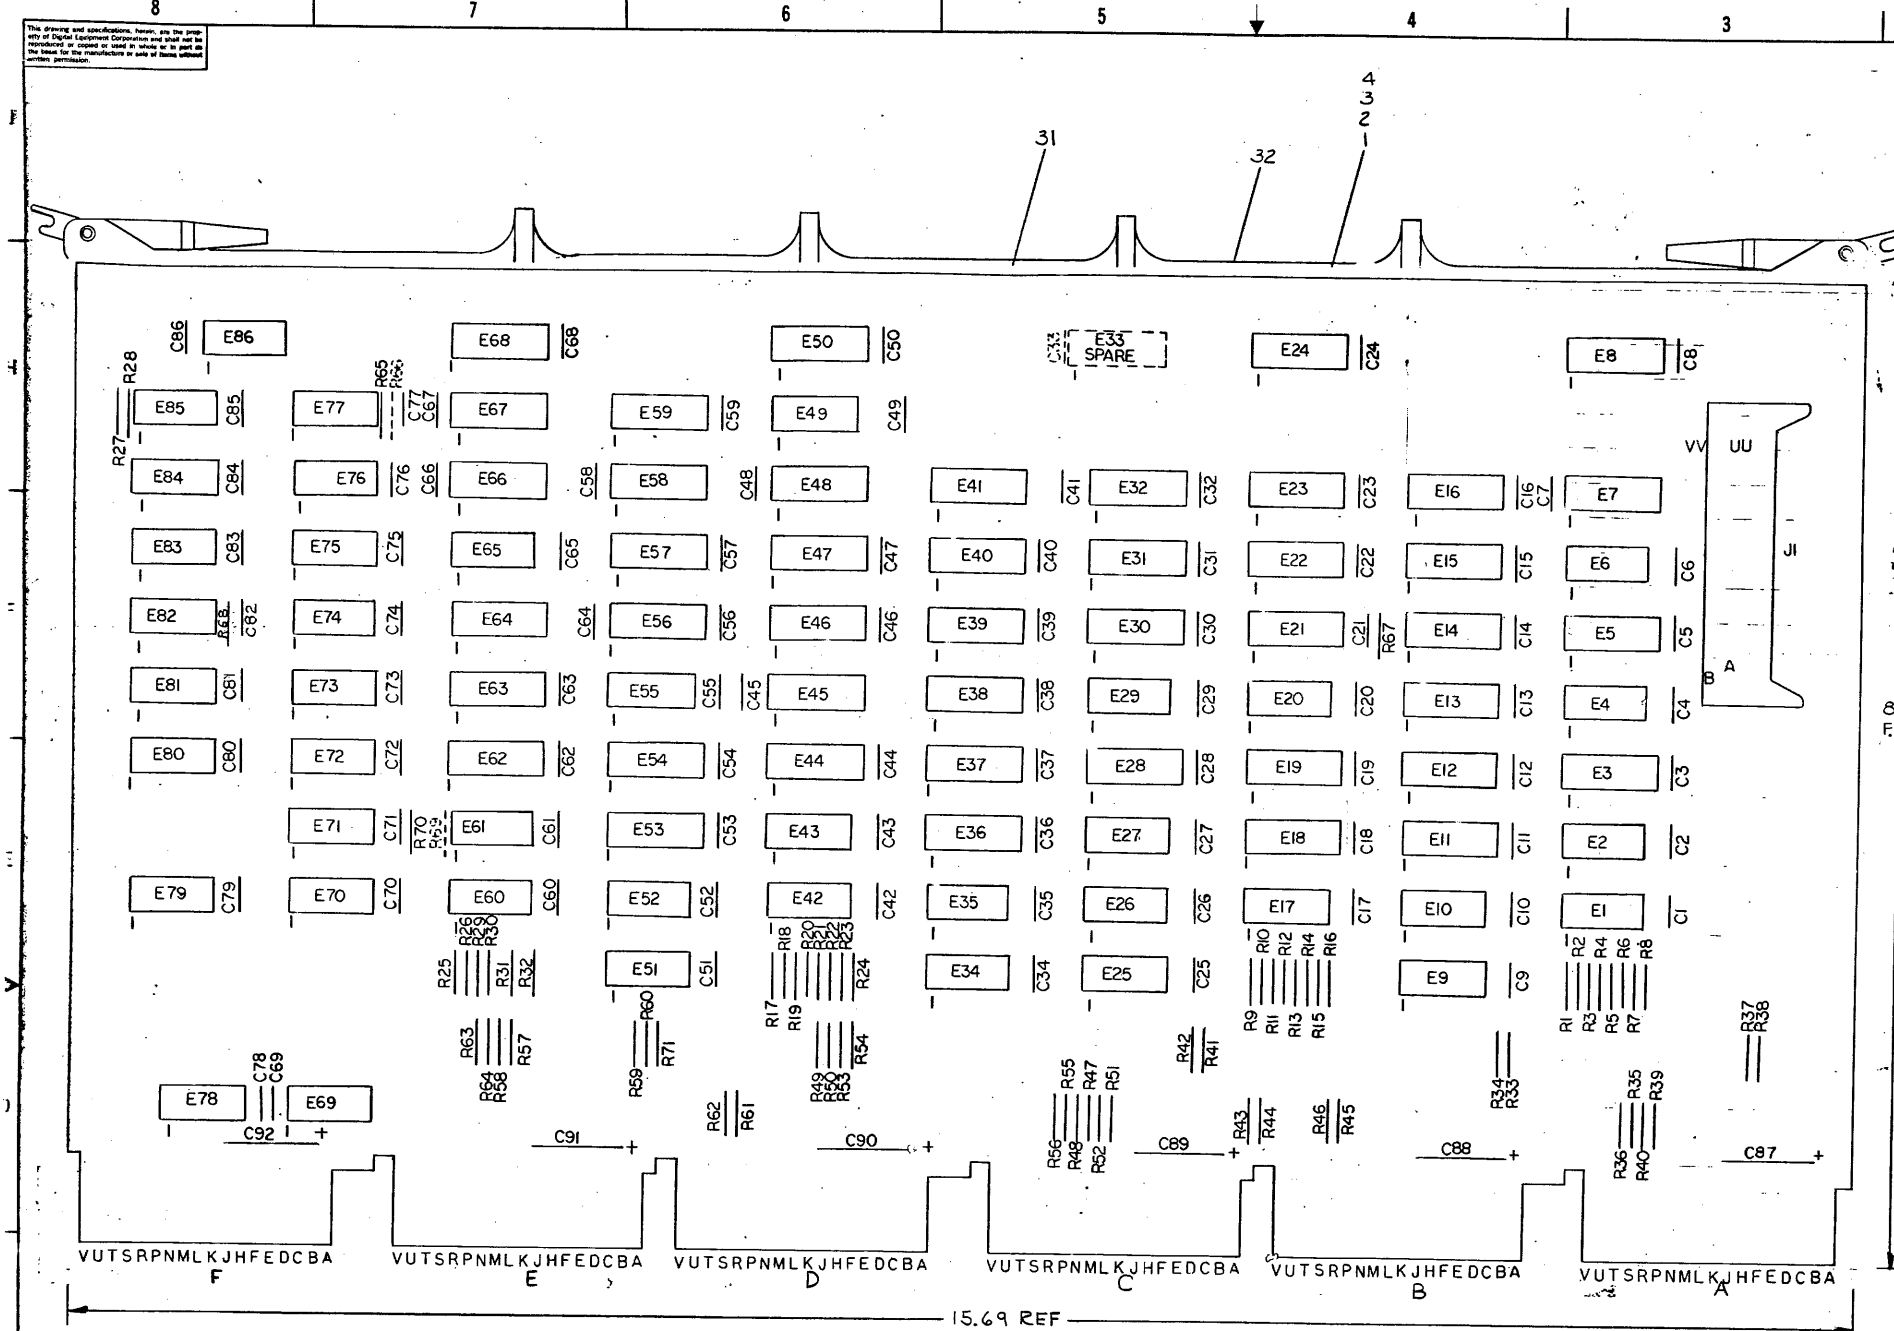 8 7 6 5 4 3
This drawing and specifications, herein, are the prop-
erty of Digital Equipment Corporation and shall not be
reproduced or copied or used in whole or in part as
the basis for the manufacture or sale of items without
written permission.
4
3
2
1
31
32
C86 E86 E68 C68 E50 C50 C33 E33 SPARE E24 C24 E8 C8
R28 R27 E85 C85 E77 R65 R66 C77 C67 E67 E59 C59 E49 C49
VV UU
E84 C84 E76 C76 C66 E66 C58 E58 C48 E48 E41 C41 E32 C32 E23 C23 E16 C16 C7 E7
E83 C83 E75 C75 E65 C65 E57 C57 E47 C47 E40 C40 E31 C31 E22 C22 E15 C15 E6 C6 J1
E82 R68 C82 E74 C74 E64 C64 E56 C56 E46 C46 E39 C39 E30 C30 E21 C21 R67 E14 C14 E5 C5
B A
E81 C81 E73 C73 E63 C63 E55 C55 C45 E45 E38 C38 E29 C29 E20 C20 E13 C13 E4 C4
E80 C80 E72 C72 E62 C62 E54 C54 E44 C44 E37 C37 E28 C28 E19 C19 E12 C12 E3 C3
E71 C71 R70 R69 E61 C61 E53 C53 E43 C43 E36 C36 E27 C27 E18 C18 E11 C11 E2 C2
E79 C79 E70 C70 E60 C60 E52 C52 E42 C42 E35 C35 E26 C26 E17 C17 E10 C10 E1 C1
R26 R29 R30 R18 R20 R21 R22 R23 R10 R12 R14 R16 R2 R4 R6 R8
R25 R31 R32 E51 C51 R24 E34 C34 E25 C25 E9 C9
R17 R19 R9 R11 R13 R15 R1 R3 R5 R7
R63 R57 R60 R71 R54 R42 R41 R37 R38
R64 R58 R59 R49 R50 R53 R55 R47 R51 R34 R33 R35 R39
E78 C78 C69 E69 R62 R61 R43 R44 R46 R45
R56 R48 R52 R36 R40
C92 + C91 + C90 + C89 + C88 + C87 +
VUTSRPNMLKJHFEDCBA VUTSRPNMLKJHFEDCBA VUTSRPNMLKJHFEDCBA VUTSRPNMLKJHFEDCBA VUTSRPNMLKJHFEDCBA VUTSRPNMLKJHFEDCBA
F E D C B A
15.69 REF